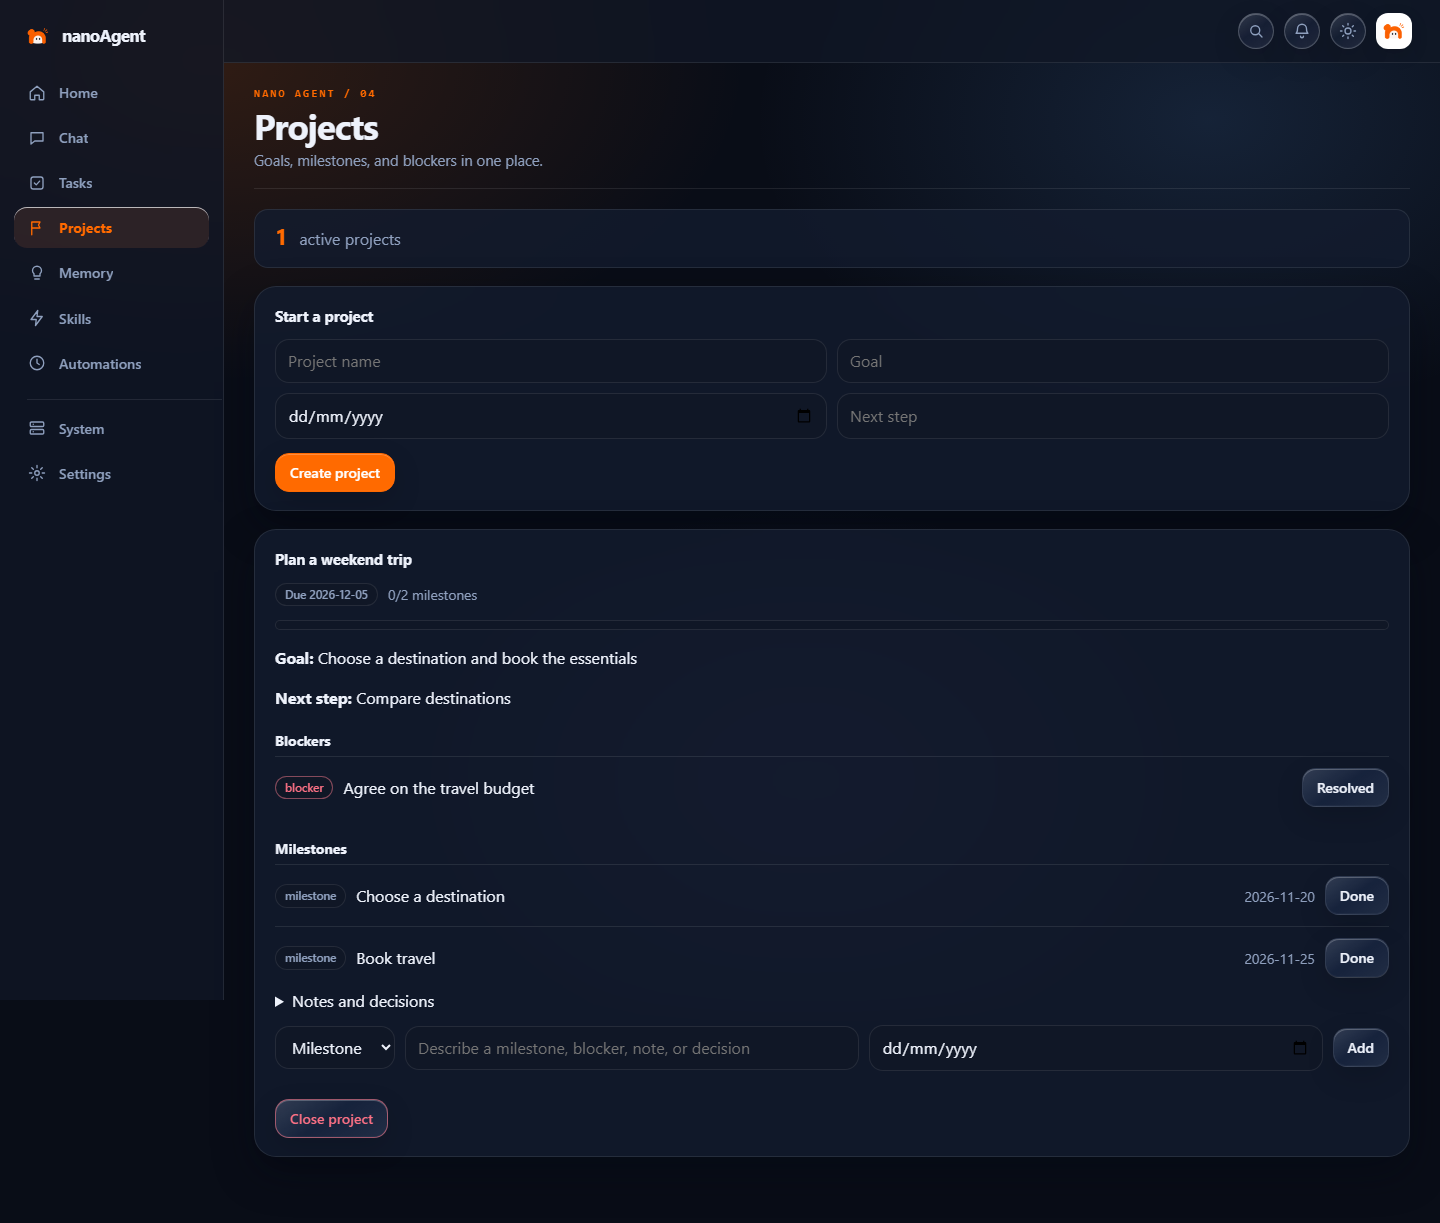 nanoAgent
Home
Chat
Tasks
Projects
Memory
Skills
Automations
System
Settings
NANO AGENT / 04
Projects
Goals, milestones, and blockers in one place.
1 active projects
Start a project
Project name
Goal
dd/mm/yyyy
Next step
Create project
Plan a weekend trip
Due 2026-12-05 0/2 milestones
Goal: Choose a destination and book the essentials
Next step: Compare destinations
Blockers
blocker Agree on the travel budget Resolved
Milestones
milestone Choose a destination 2026-11-20 Done
milestone Book travel 2026-11-25 Done
Notes and decisions
Milestone Describe a milestone, blocker, note, or decision dd/mm/yyyy Add
Close project